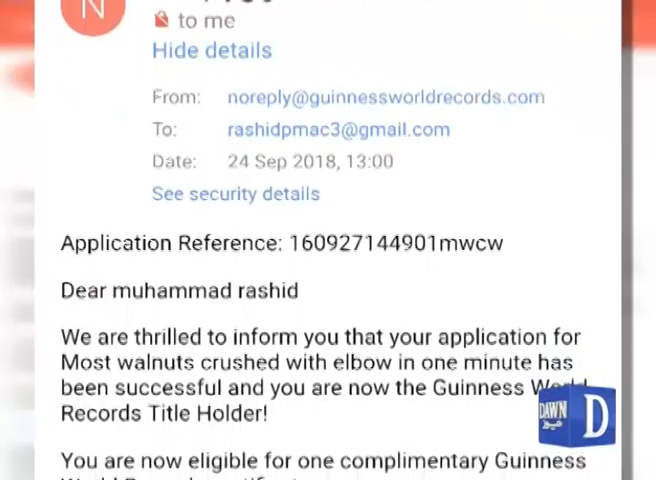 N
to me
Hide details
From: noreply@guinnessworldrecords.com
To: rashidpmac3@gmail.com
Date: 24 Sep 2018, 13:00
See security details
Application Reference: 160927144901mwcw
Dear muhammad rashid
We are thrilled to inform you that your application for
Most walnuts crushed with elbow in one minute has
been successful and you are now the Guinness World
Records Title Holder!
DAWN D
نیوز
You are now eligible for one complimentary Guinness